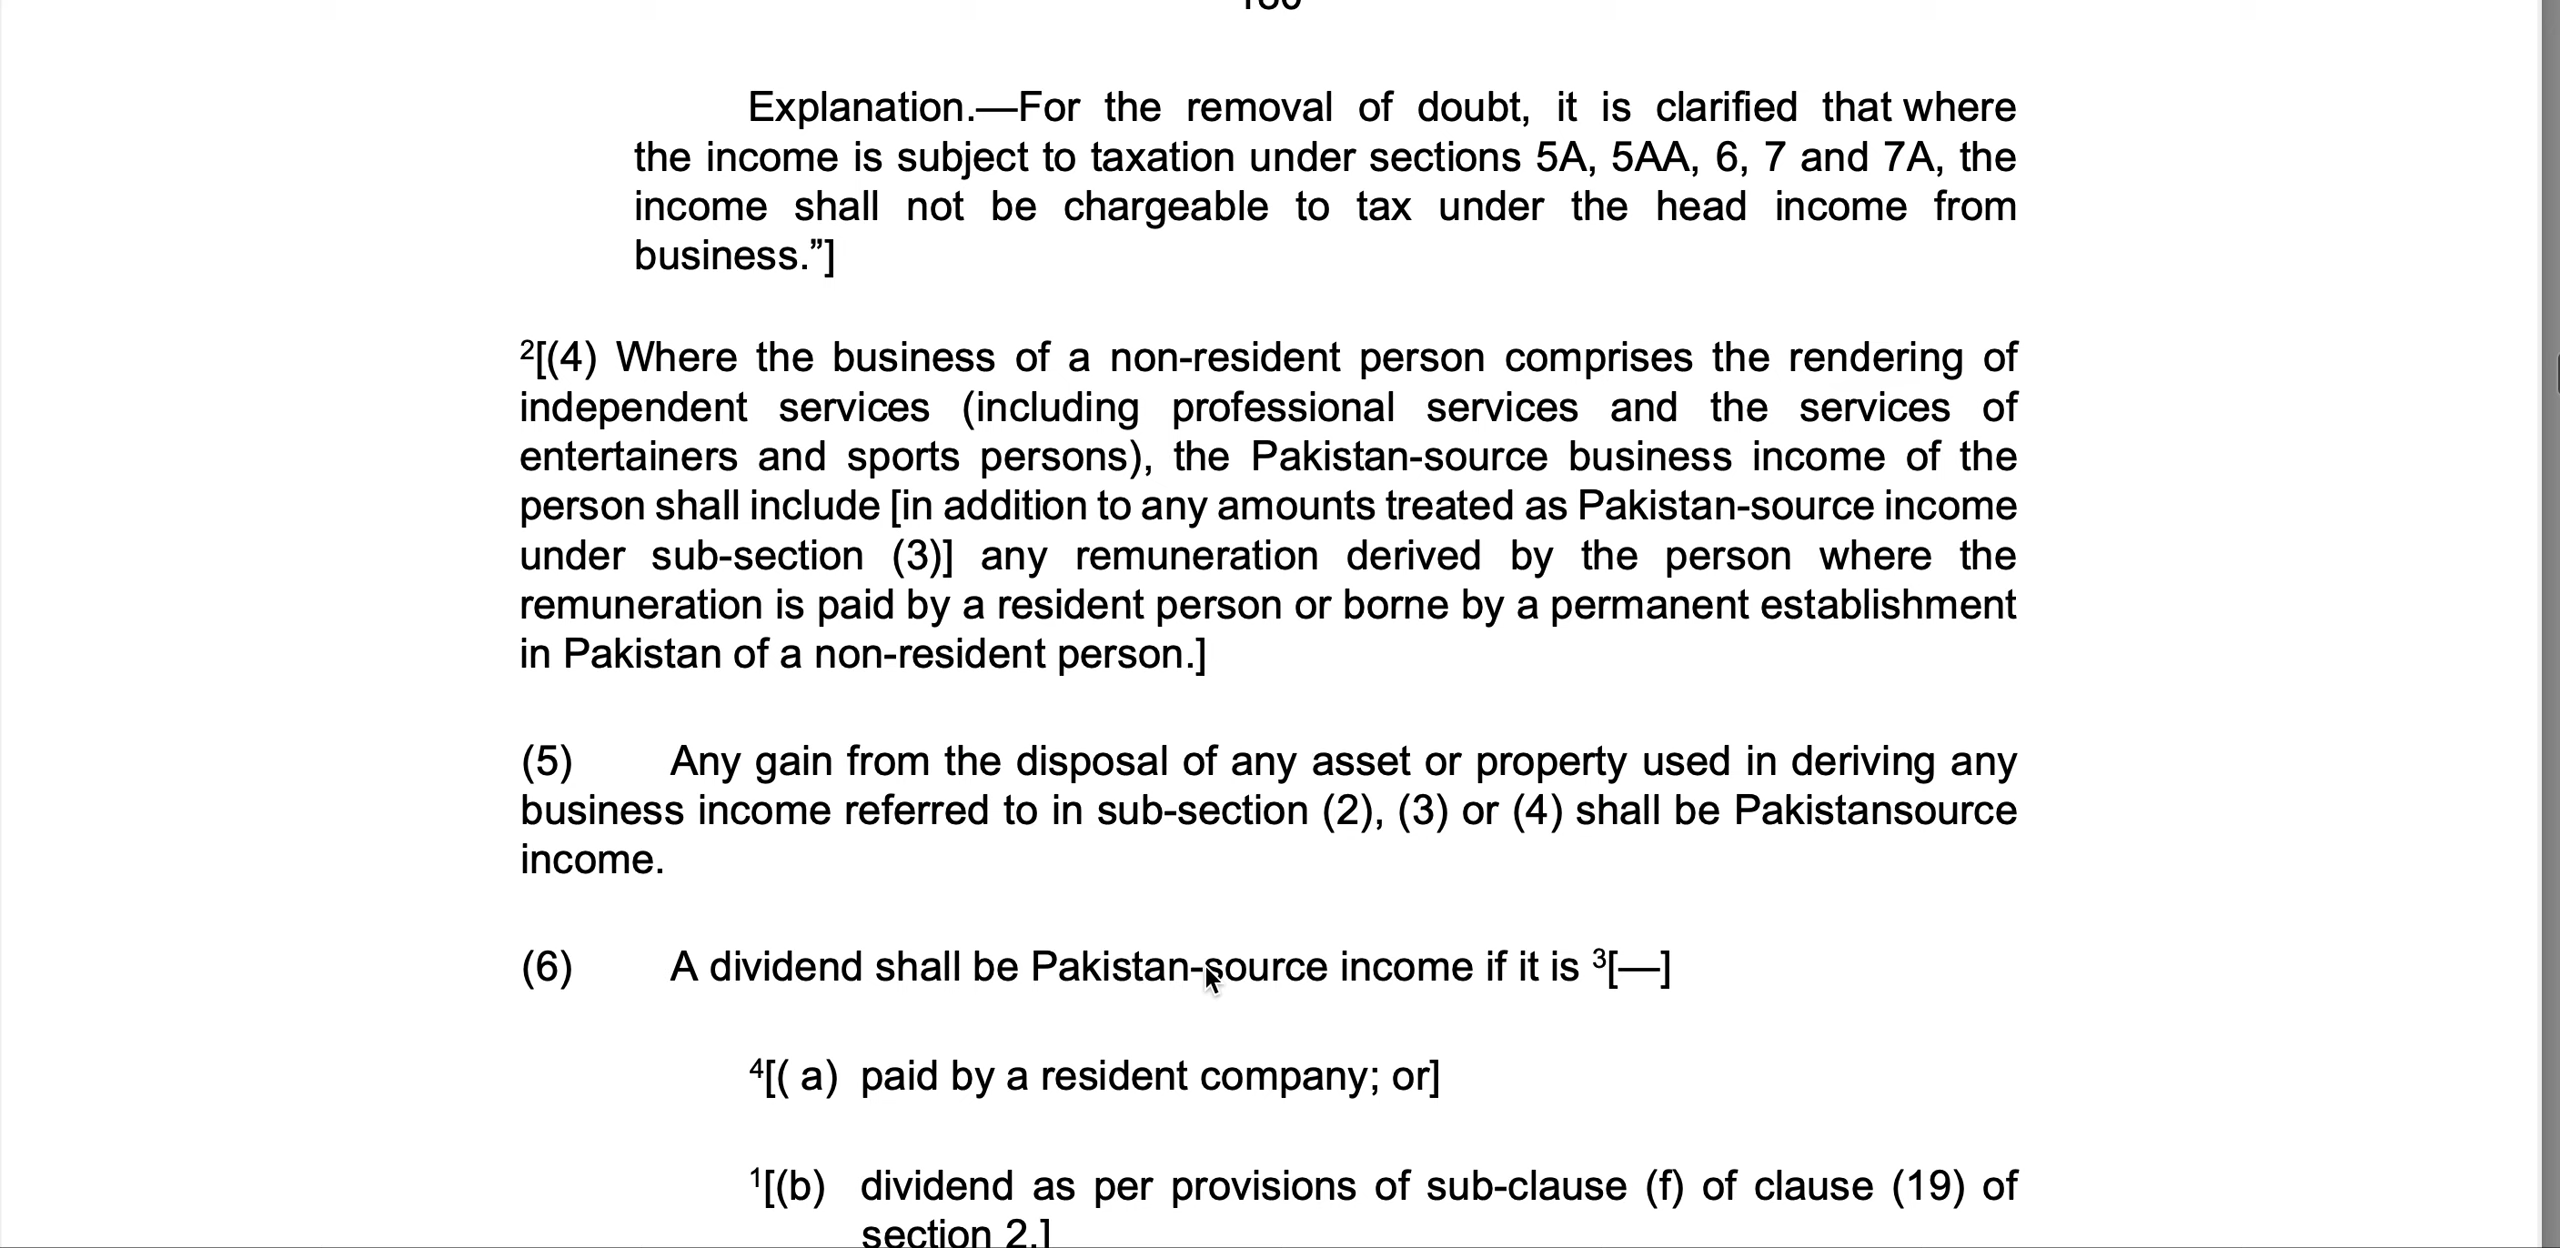 Explanation.—For the removal of doubt, it is clarified that where
the income is subject to taxation under sections 5A, 5AA, 6, 7 and 7A, the
income shall not be chargeable to tax under the head income from
business.”]
2[(4) Where the business of a non-resident person comprises the rendering of
independent services (including professional services and the services of
entertainers and sports persons), the Pakistan-source business income of the
person shall include [in addition to any amounts treated as Pakistan-source income
under sub-section (3)] any remuneration derived by the person where the
remuneration is paid by a resident person or borne by a permanent establishment
in Pakistan of a non-resident person.]
(5) Any gain from the disposal of any asset or property used in deriving any
business income referred to in sub-section (2), (3) or (4) shall be Pakistansource
income.
(6) A dividend shall be Pakistan-source income if it is 3[—]
4[( a) paid by a resident company; or]
1[(b) dividend as per provisions of sub-clause (f) of clause (19) of
section 2.]